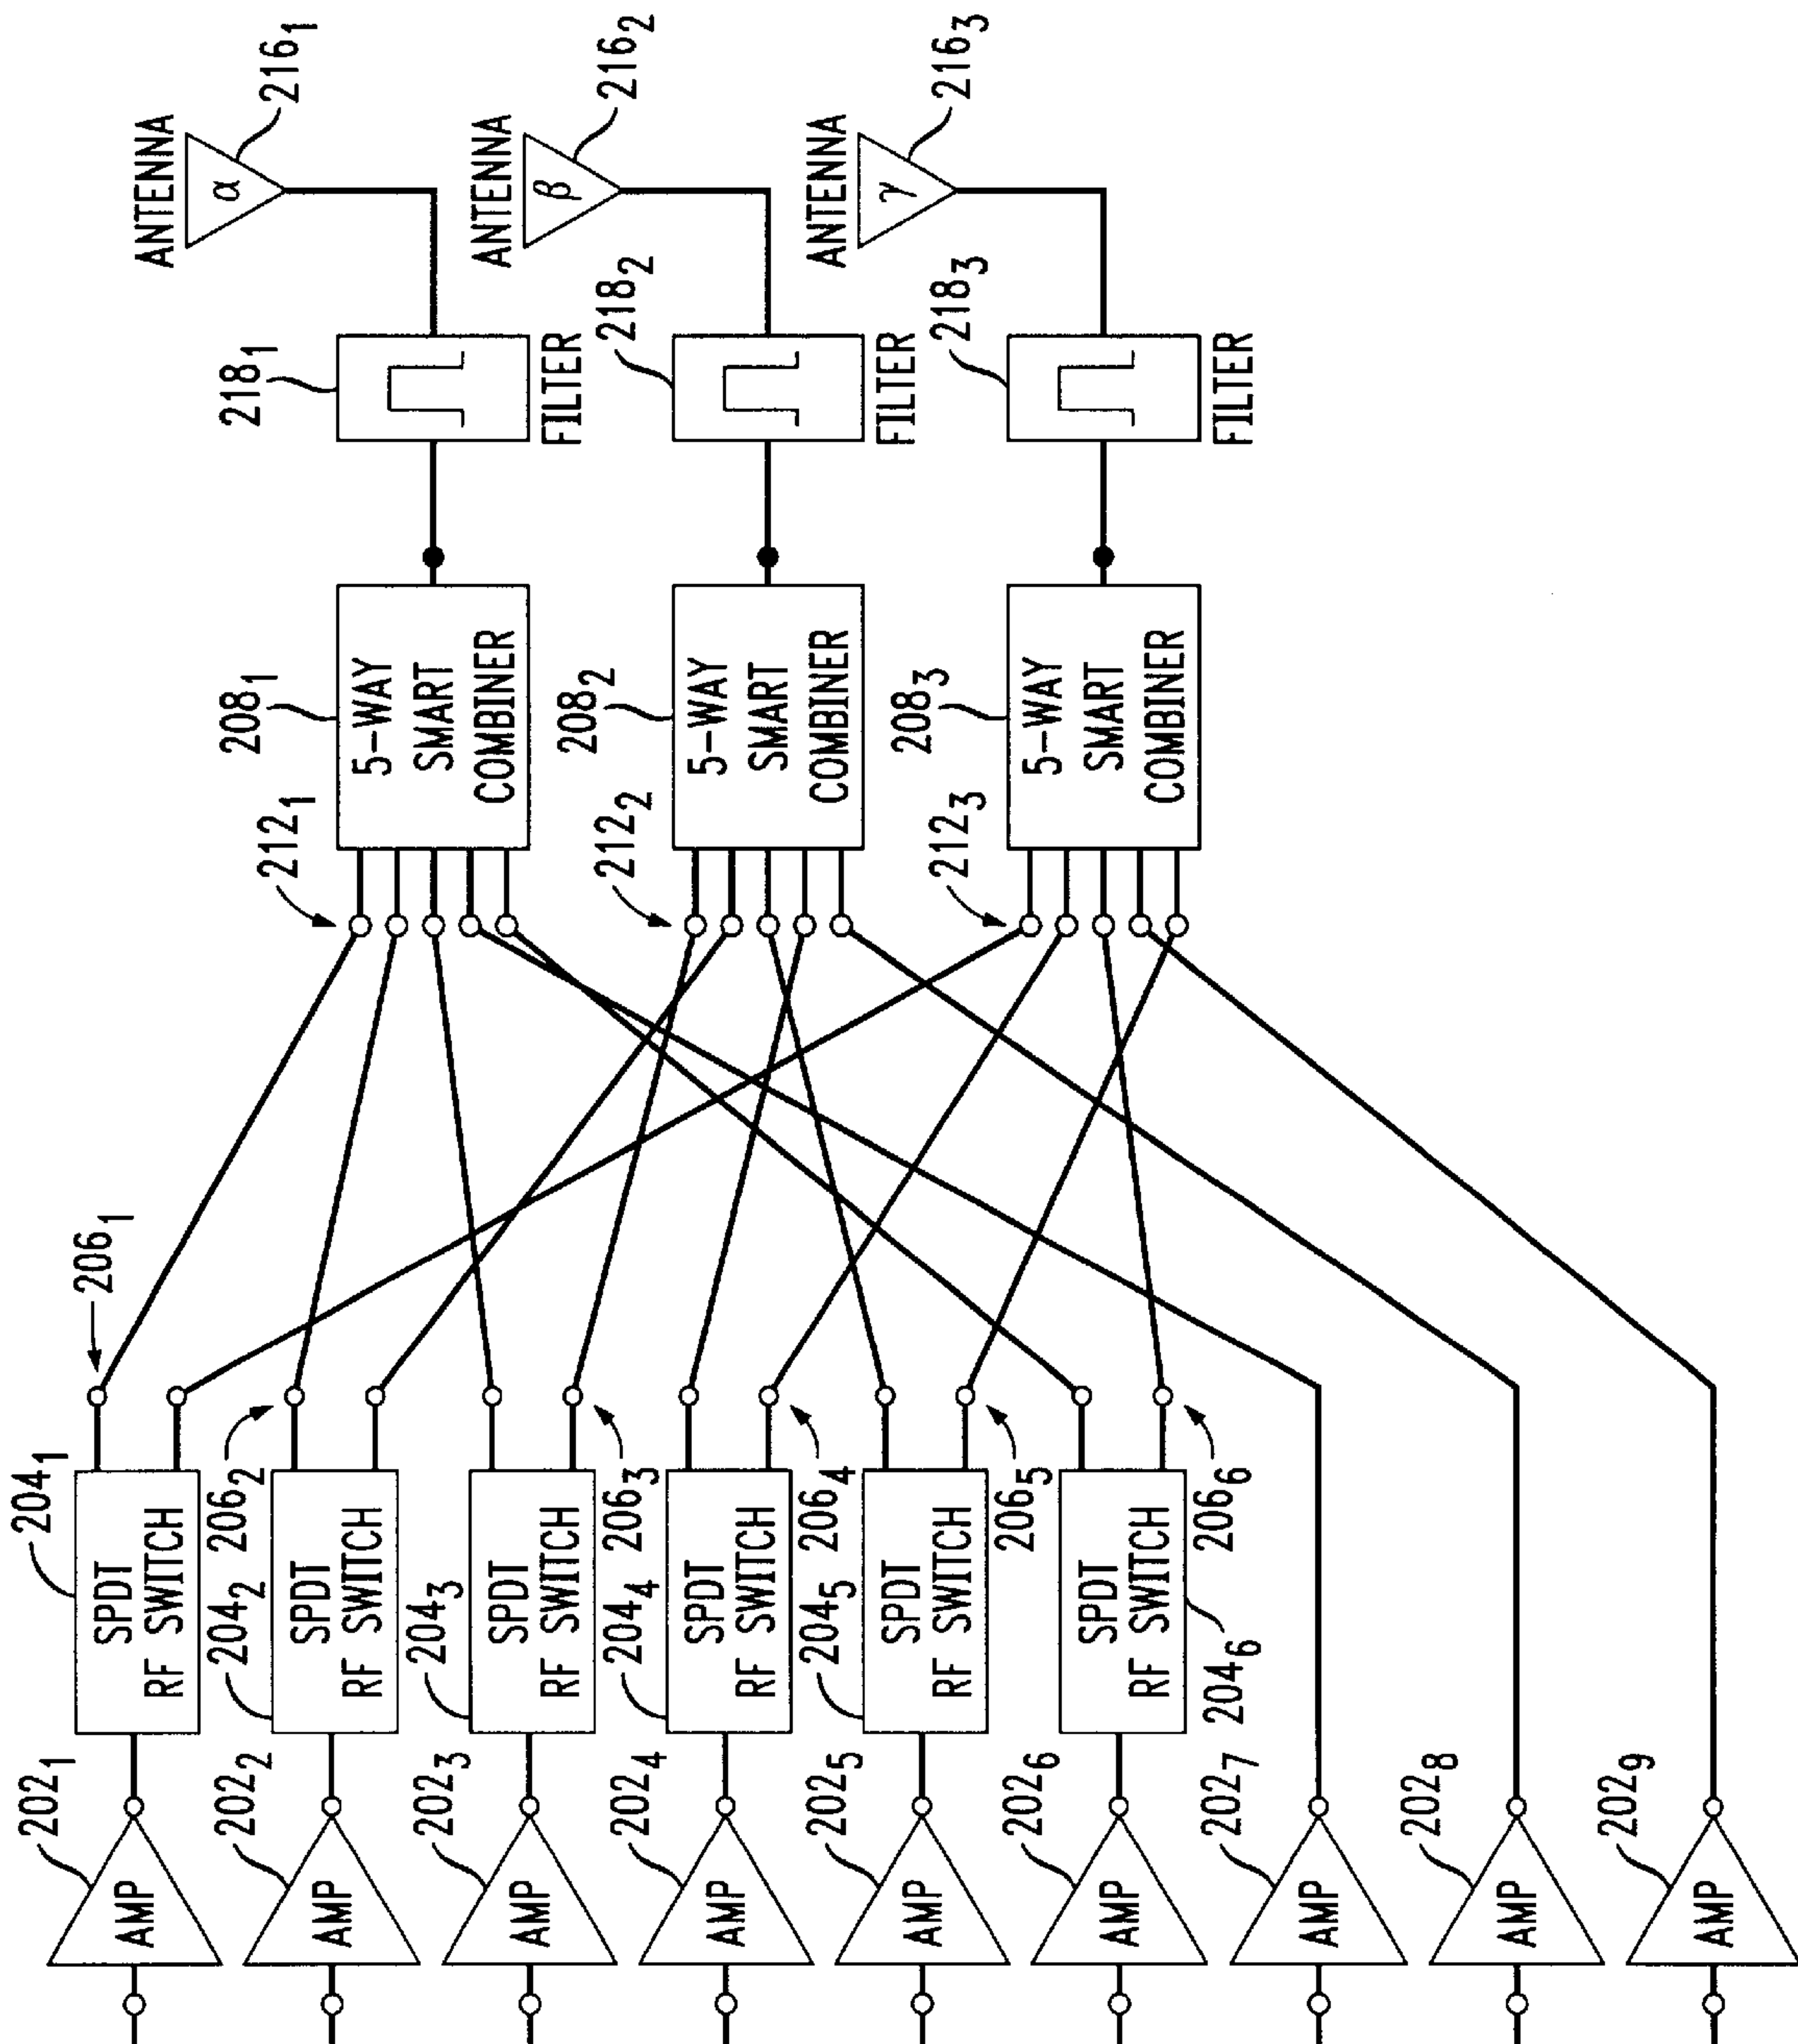 202₁
AMP
204₁
SPDT
RF SWITCH
206₁
202₂
AMP
204₂
SPDT
RF SWITCH
206₂
202₃
AMP
204₃
SPDT
RF SWITCH
206₃
202₄
AMP
204₄
SPDT
RF SWITCH
206₄
202₅
AMP
204₅
SPDT
RF SWITCH
206₅
202₆
AMP
204₆
SPDT
RF SWITCH
206₆
202₇
AMP
202₈
AMP
202₉
AMP
212₁
208₁
5-WAY
SMART
COMBINER
218₁
FILTER
ANTENNA
α
216₁
212₂
208₂
5-WAY
SMART
COMBINER
218₂
FILTER
ANTENNA
β
216₂
212₃
208₃
5-WAY
SMART
COMBINER
218₃
FILTER
ANTENNA
γ
216₃